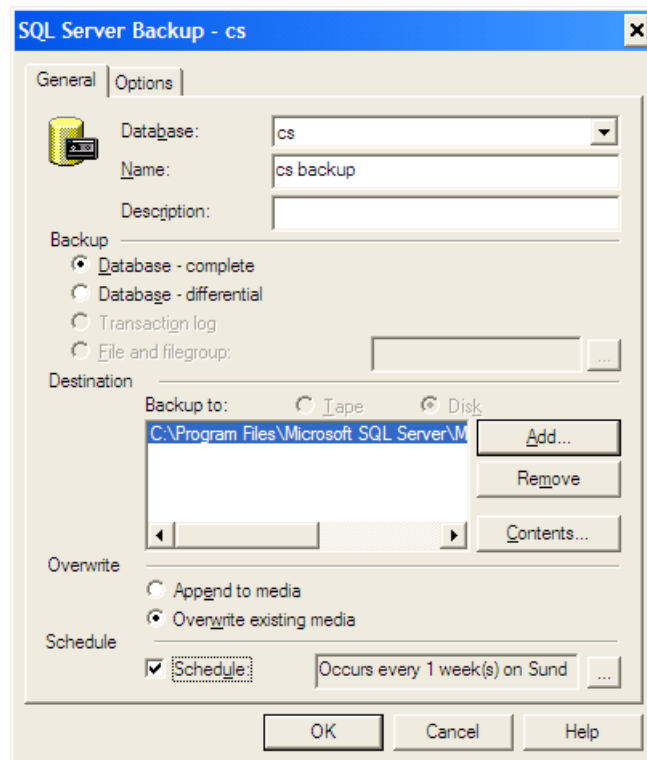 SQL Server Backup - cs
General Options
Database: cs
Name: cs backup
Description:
Backup
Database - complete
Database - differential
Transaction log
File and filegroup: ...
Destination
Backup to: Tape Disk
C:\Program Files\Microsoft SQL Server\M
Add...
Remove
Contents...
Overwrite
Append to media
Overwrite existing media
Schedule
Schedule: Occurs every 1 week(s) on Sund ...
OK Cancel Help